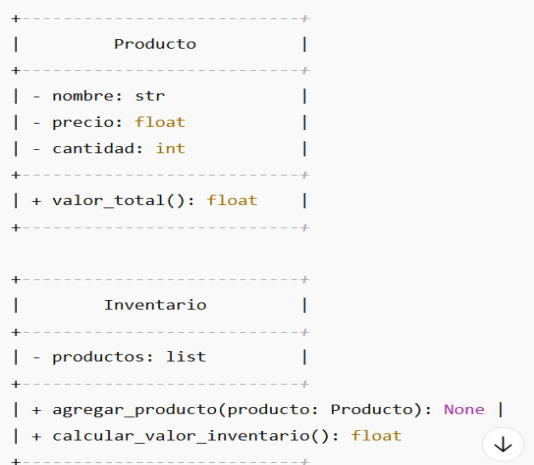 +---------------------------+
|           Producto            |
+---------------------------+
| - nombre: str                 |
| - precio: float               |
| - cantidad: int               |
+---------------------------+
| + valor_total(): float     |
+---------------------------+
+---------------------------+
|          Inventario           |
+---------------------------+
| - productos: list             |
+---------------------------+
| + agregar_producto(producto: Producto): None |
| + calcular_valor_inventario(): float
+---------------------------+